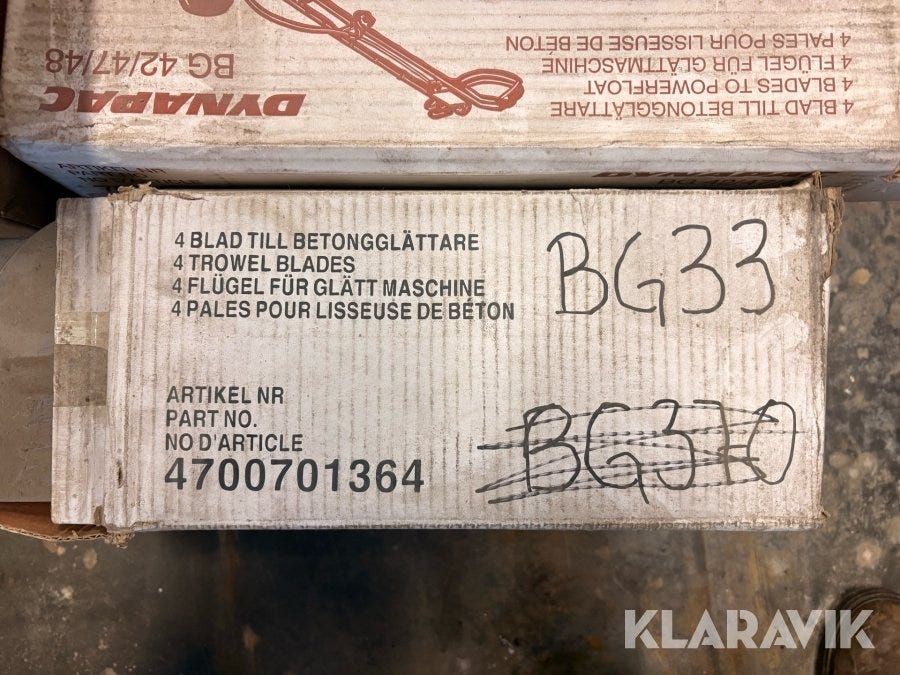 BG 42/47/48
DYNAPAC
4 BLAD TILL BETONGGLÄTTARE
4 BLADES TO POWERFLOAT
4 FLÜGEL FÜR GLÄTTMASCHINE
4 PALES POUR LISSEUSE DE BÉTON
4 BLAD TILL BETONGGLÄTTARE
4 TROWEL BLADES
4 FLÜGEL FÜR GLÄTT MASCHINE
4 PALES POUR LISSEUSE DE BÉTON
BG33
ARTIKEL NR
PART NO.
NO D'ARTICLE
4700701364
KLARAVIK